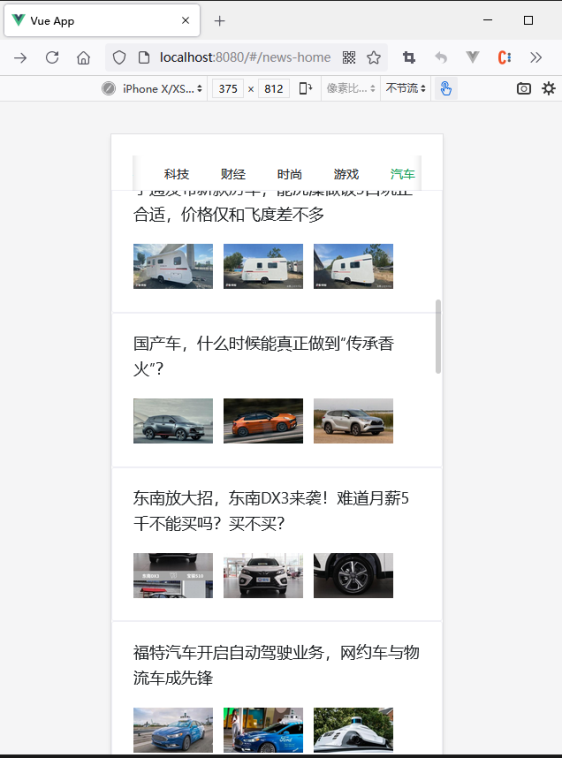 Vue App
localhost:8080/#/news-home
iPhone X/XS... 375 × 812 像素比... 不节流
科技 财经 时尚 游戏 汽车
合适，价格仅和飞度差不多
国产车，什么时候能真正做到“传承香
火”？
东南放大招，东南DX3来袭！难道月薪5
千不能买吗？买不买？
福特汽车开启自动驾驶业务，网约车与物
流车成先锋